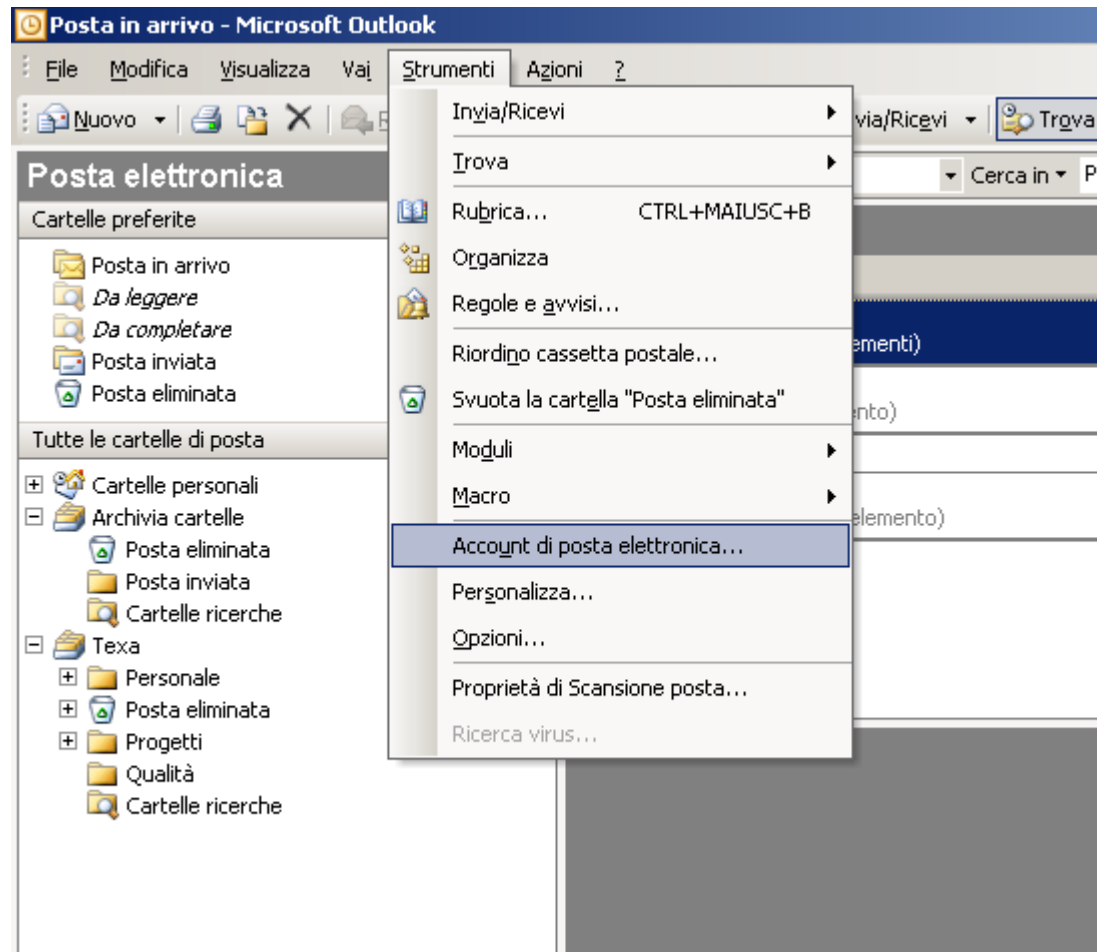 Posta in arrivo - Microsoft Outlook
File Modifica Visualizza Vai Strumenti Azioni ?
Nuovo via/Ricevi Trova
Invia/Ricevi
Trova
Rubrica... CTRL+MAIUSC+B
Organizza
Regole e avvisi...
Riordino cassetta postale...
Svuota la cartella "Posta eliminata"
Moduli
Macro
Account di posta elettronica...
Personalizza...
Opzioni...
Proprietà di Scansione posta...
Ricerca virus...
Cerca in P
Posta elettronica
Cartelle preferite
Posta in arrivo
Da leggere
Da completare
Posta inviata
Posta eliminata
Tutte le cartelle di posta
Cartelle personali
Archivia cartelle
Posta eliminata
Posta inviata
Cartelle ricerche
Texa
Personale
Posta eliminata
Progetti
Qualità
Cartelle ricerche
ementi)
ento)
elemento)